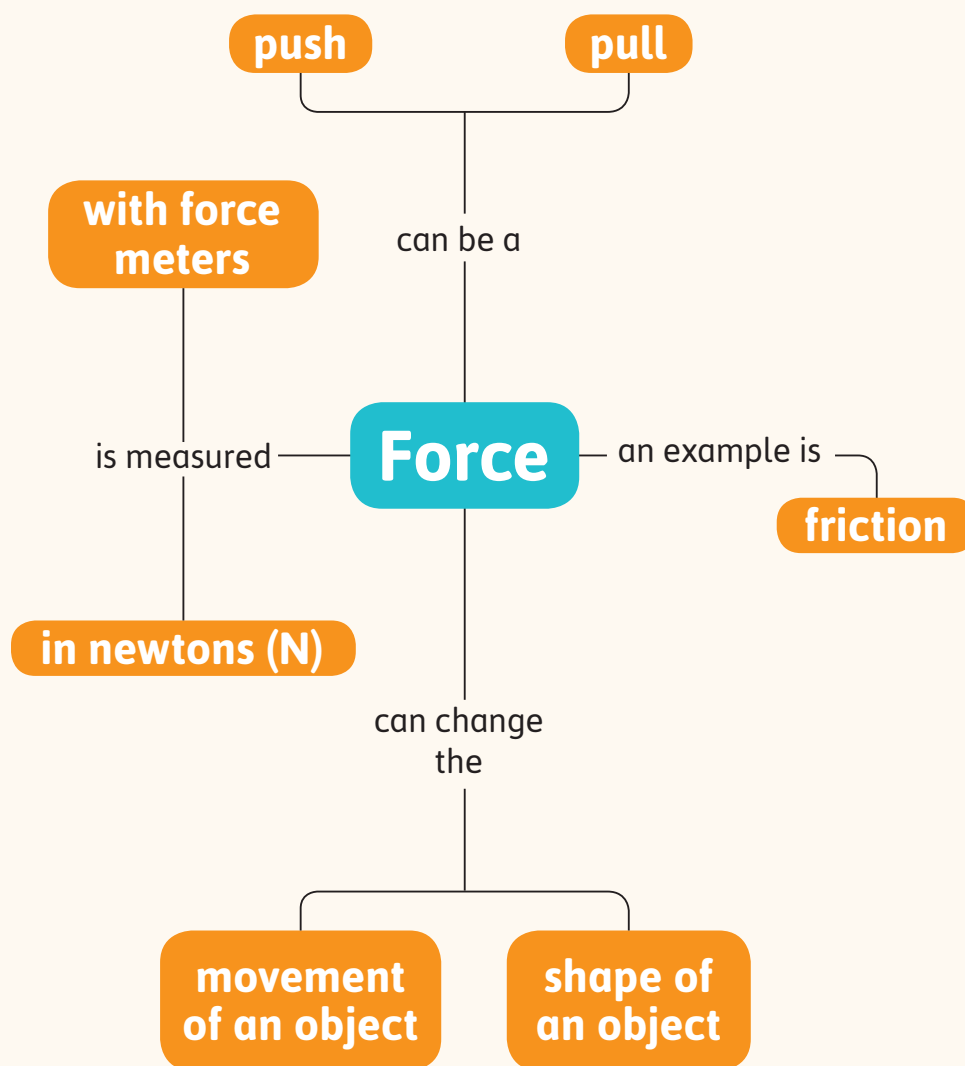 push
pull
with force
meters
can be a
is measured
Force
an example is
friction
in newtons (N)
can change
the
movement
of an object
shape of
an object